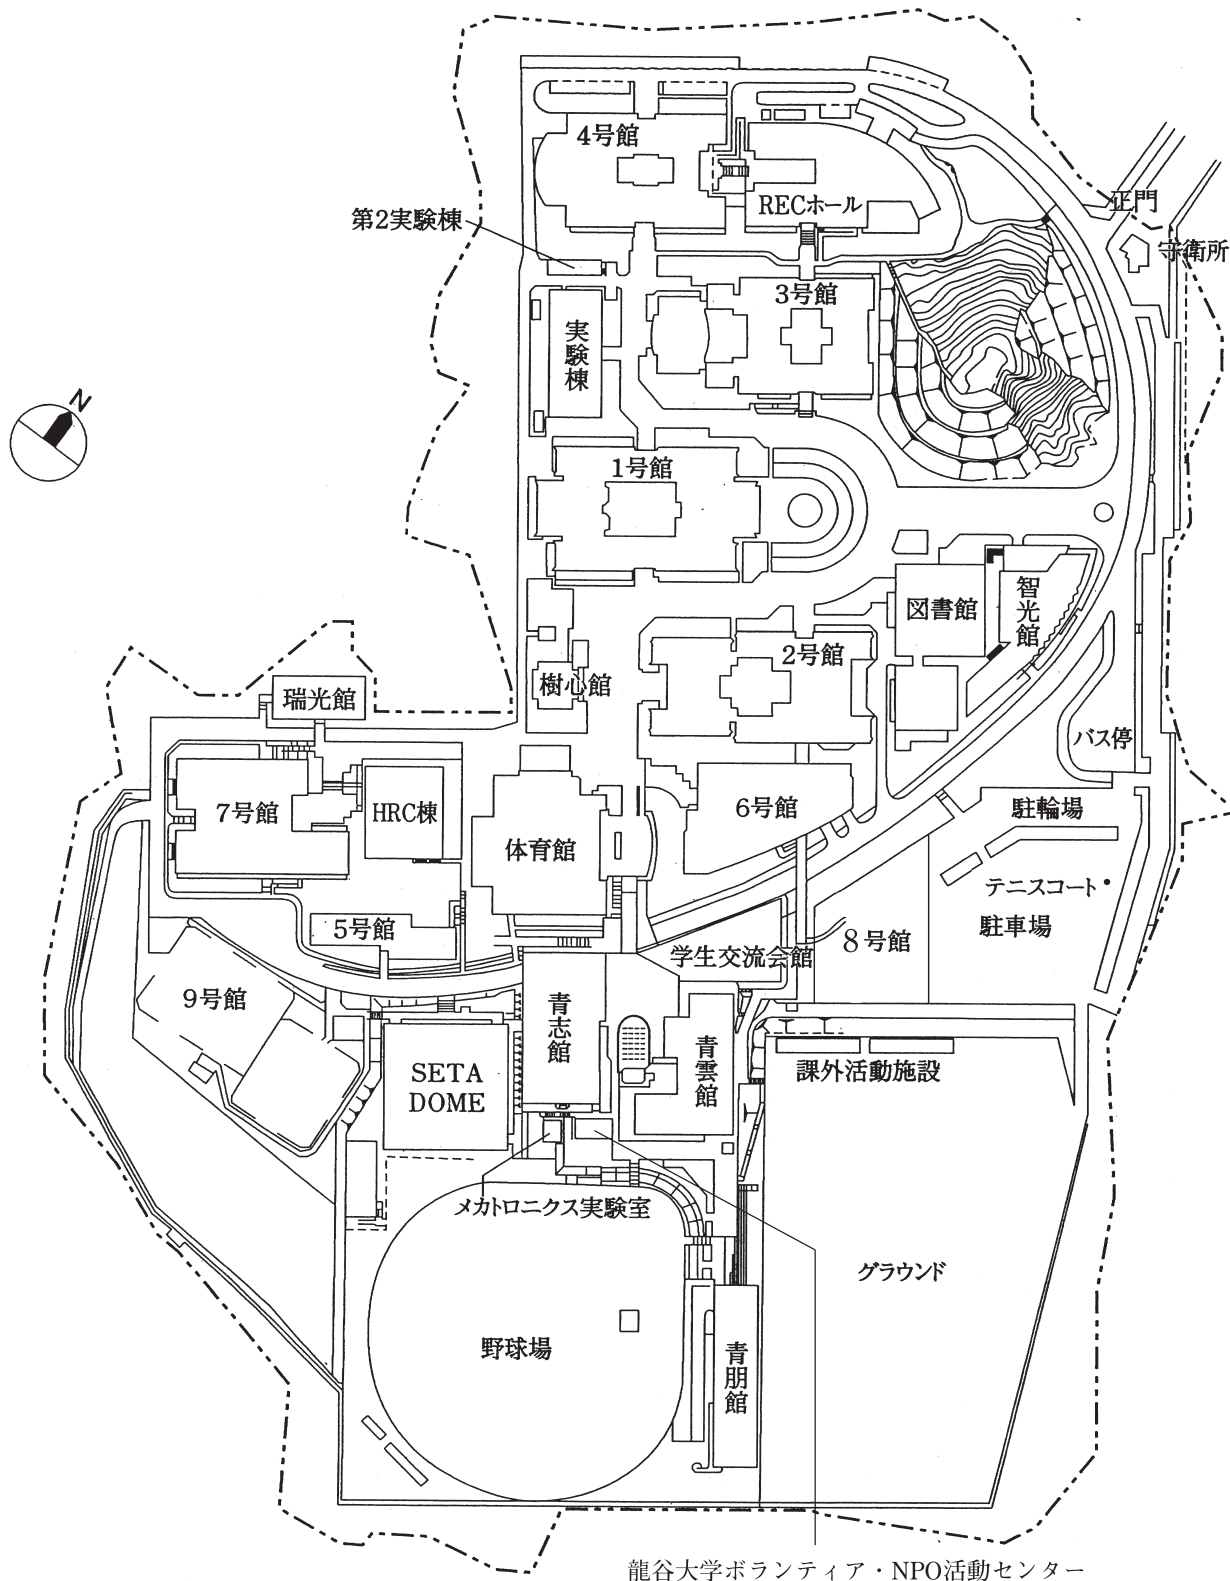 4号館
正門
RECホール
第2実験棟
守衛所
3号館
実験棟
N
1号館
図書館
智光館
2号館
樹心館
瑞光館
バス停
7号館
HRC棟
6号館
駐輪場
体育館
テニスコート・
駐車場
5号館
学生交流会館
8号館
9号館
青志館
青雲館
SETA
DOME
課外活動施設
メカトロニクス実験室
グラウンド
野球場
青朋館
龍谷大学ボランティア・NPO活動センター